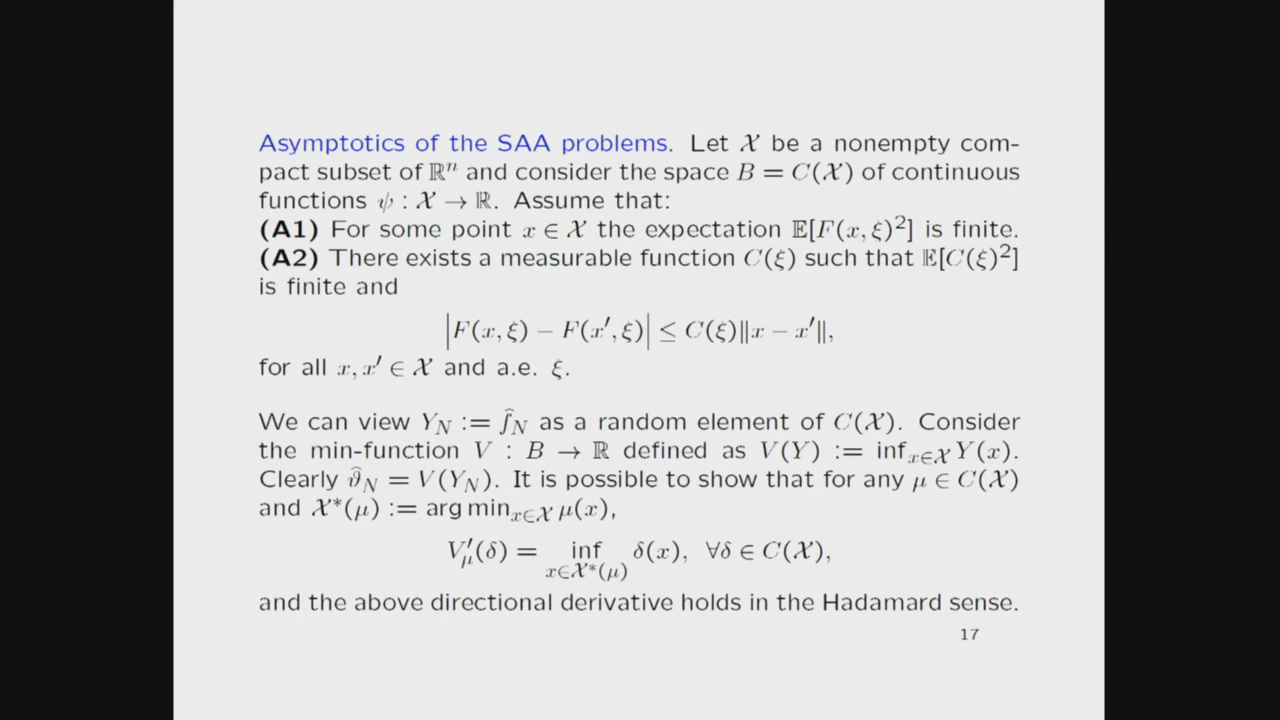 Asymptotics of the SAA problems. Let 𝒳 be a nonempty com-
pact subset of ℝⁿ and consider the space B = C(𝒳) of continuous
functions ψ : 𝒳 → ℝ. Assume that:
(A1) For some point x ∈ 𝒳 the expectation 𝔼[F(x, ξ)²] is finite.
(A2) There exists a measurable function C(ξ) such that 𝔼[C(ξ)²]
is finite and
|F(x, ξ) − F(x′, ξ)| ≤ C(ξ)‖x − x′‖,
for all x, x′ ∈ 𝒳 and a.e. ξ.
We can view Y_N := f̂_N as a random element of C(𝒳). Consider
the min-function V : B → ℝ defined as V(Y) := inf_{x∈𝒳} Y(x).
Clearly ϑ̂_N = V(Y_N). It is possible to show that for any μ ∈ C(𝒳)
and 𝒳*(μ) := arg min_{x∈𝒳} μ(x),
V′_μ(δ) = inf_{x∈𝒳*(μ)} δ(x), ∀δ ∈ C(𝒳),
and the above directional derivative holds in the Hadamard sense.
17